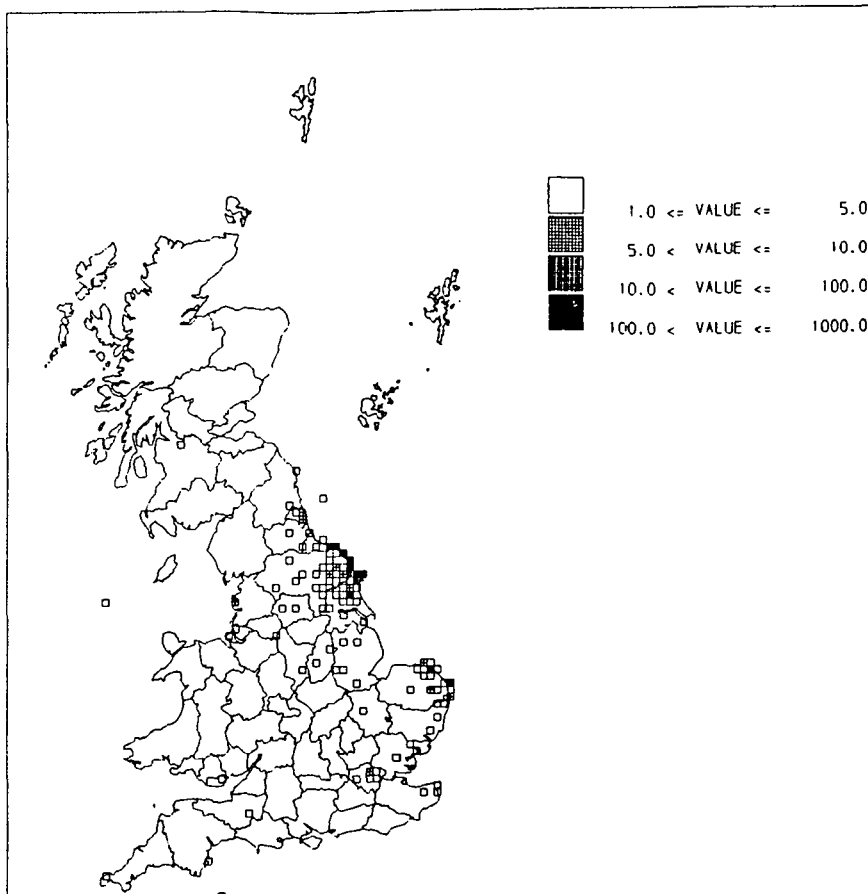 1.0 <= VALUE <= 5.0
5.0 < VALUE <= 10.0
10.0 < VALUE <= 100.0
100.0 < VALUE <= 1000.0